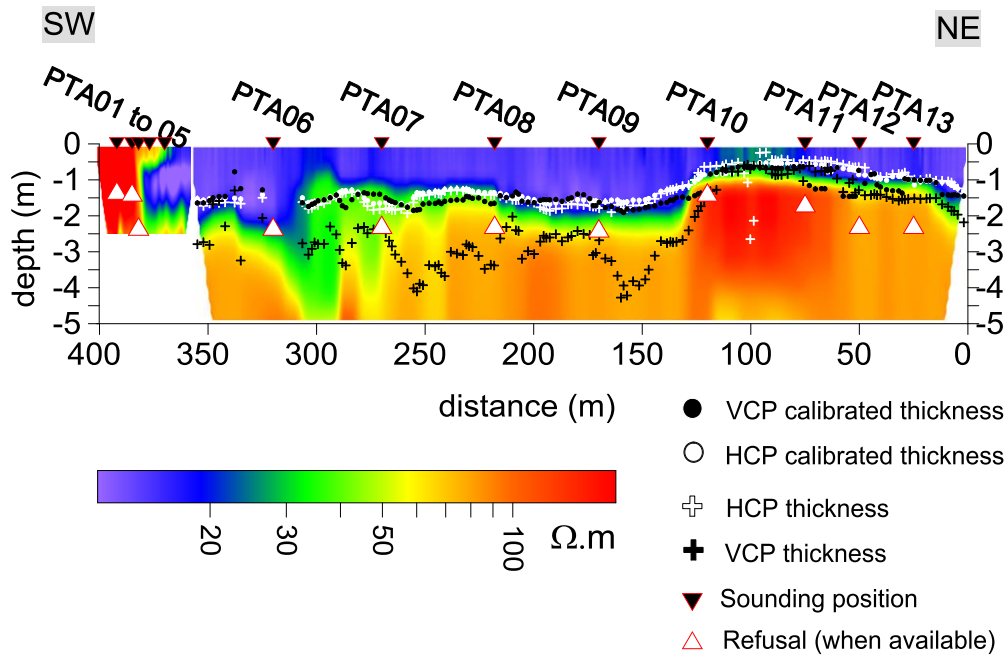 SW
NE
PTA01 to 05
PTA06
PTA07
PTA08
PTA09
PTA10
PTA11
PTA12
PTA13
0
-1
-2
-3
-4
-5
depth (m)
0
-1
-2
-3
-4
-5
400
350
300
250
200
150
100
50
0
distance (m)
VCP calibrated thickness
HCP calibrated thickness
HCP thickness
VCP thickness
Sounding position
Refusal (when available)
20
30
50
100
Ω.m